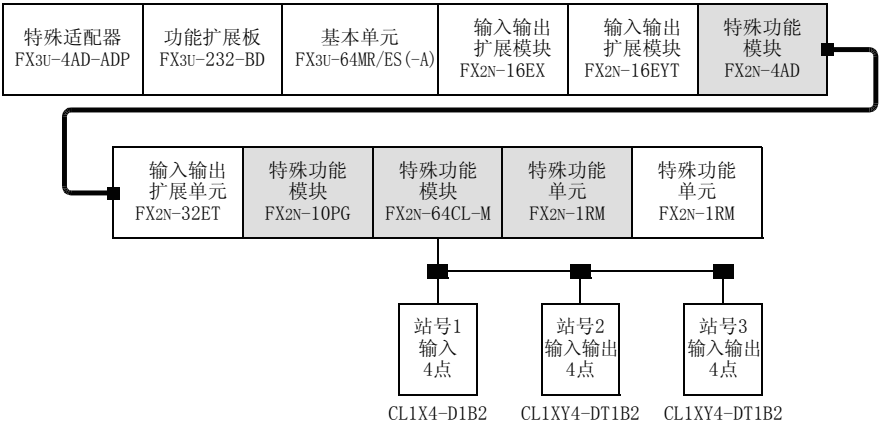 特殊适配器
FX3U-4AD-ADP
功能扩展板
FX3U-232-BD
基本单元
FX3U-64MR/ES(-A)
输入输出
扩展模块
FX2N-16EX
输入输出
扩展模块
FX2N-16EYT
特殊功能
模块
FX2N-4AD
输入输出
扩展单元
FX2N-32ET
特殊功能
模块
FX2N-10PG
特殊功能
模块
FX2N-64CL-M
特殊功能
单元
FX2N-1RM
特殊功能
单元
FX2N-1RM
站号1
输入
4点
站号2
输入输出
4点
站号3
输入输出
4点
CL1X4-D1B2
CL1XY4-DT1B2
CL1XY4-DT1B2